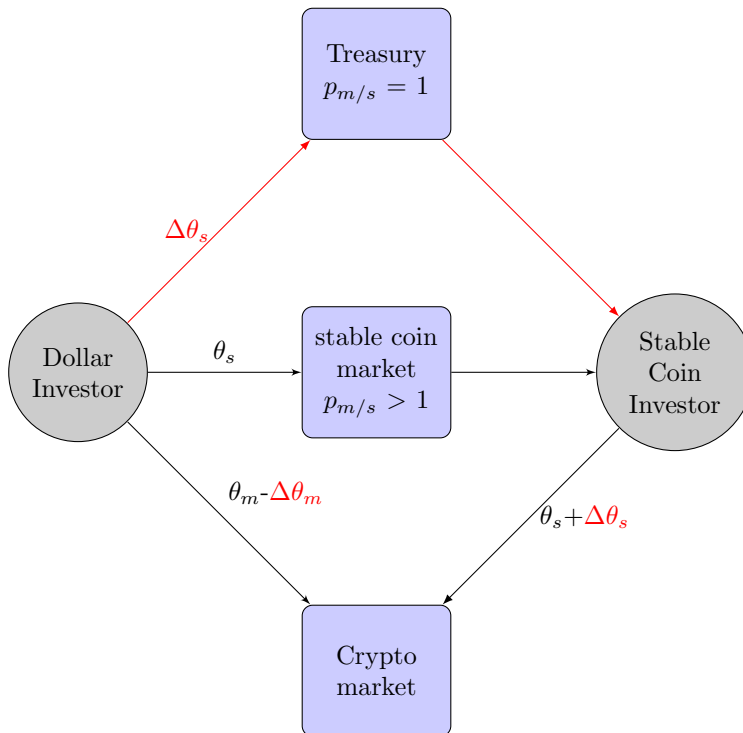 Treasury
p_{m/s} = 1
Δθ_s
stable coin
market
p_{m/s} > 1
θ_s
Dollar
Investor
Stable
Coin
Investor
θ_m-Δθ_m
θ_s+Δθ_s
Crypto
market